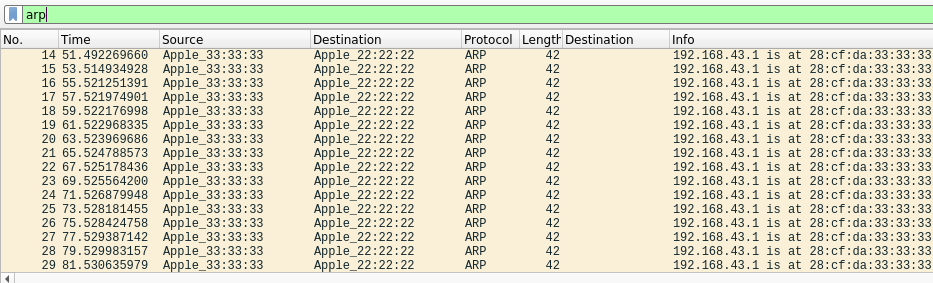 arp
No. Time Source Destination Protocol Length Destination Info
14 51.492269660 Apple_33:33:33 Apple_22:22:22 ARP 42 192.168.43.1 is at 28:cf:da:33:33:33
15 53.514934928 Apple_33:33:33 Apple_22:22:22 ARP 42 192.168.43.1 is at 28:cf:da:33:33:33
16 55.521251391 Apple_33:33:33 Apple_22:22:22 ARP 42 192.168.43.1 is at 28:cf:da:33:33:33
17 57.521974901 Apple_33:33:33 Apple_22:22:22 ARP 42 192.168.43.1 is at 28:cf:da:33:33:33
18 59.522176998 Apple_33:33:33 Apple_22:22:22 ARP 42 192.168.43.1 is at 28:cf:da:33:33:33
19 61.522968335 Apple_33:33:33 Apple_22:22:22 ARP 42 192.168.43.1 is at 28:cf:da:33:33:33
20 63.523969686 Apple_33:33:33 Apple_22:22:22 ARP 42 192.168.43.1 is at 28:cf:da:33:33:33
21 65.524788573 Apple_33:33:33 Apple_22:22:22 ARP 42 192.168.43.1 is at 28:cf:da:33:33:33
22 67.525178436 Apple_33:33:33 Apple_22:22:22 ARP 42 192.168.43.1 is at 28:cf:da:33:33:33
23 69.525564200 Apple_33:33:33 Apple_22:22:22 ARP 42 192.168.43.1 is at 28:cf:da:33:33:33
24 71.526879948 Apple_33:33:33 Apple_22:22:22 ARP 42 192.168.43.1 is at 28:cf:da:33:33:33
25 73.528181455 Apple_33:33:33 Apple_22:22:22 ARP 42 192.168.43.1 is at 28:cf:da:33:33:33
26 75.528424758 Apple_33:33:33 Apple_22:22:22 ARP 42 192.168.43.1 is at 28:cf:da:33:33:33
27 77.529387142 Apple_33:33:33 Apple_22:22:22 ARP 42 192.168.43.1 is at 28:cf:da:33:33:33
28 79.529983157 Apple_33:33:33 Apple_22:22:22 ARP 42 192.168.43.1 is at 28:cf:da:33:33:33
29 81.530635979 Apple_33:33:33 Apple_22:22:22 ARP 42 192.168.43.1 is at 28:cf:da:33:33:33